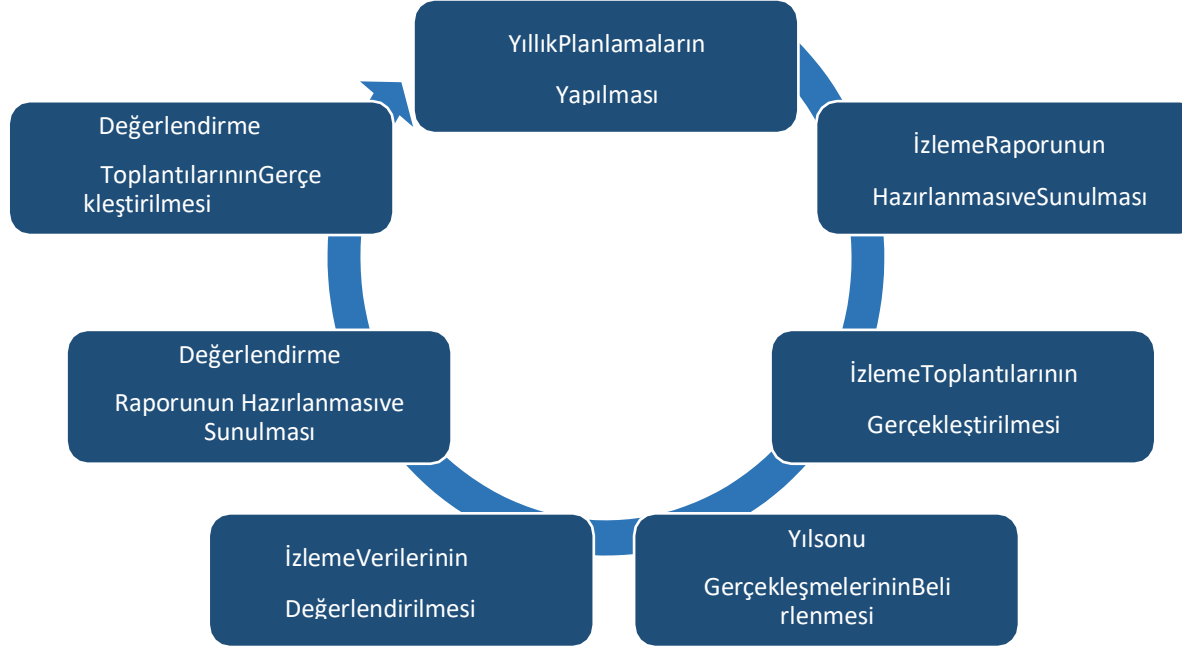 YıllıkPlanlamaların
Yapılması
İzlemeRaporunun
HazırlanmasıveSunulması
İzlemeToplantılarının
Gerçekleştirilmesi
Yılsonu
GerçekleşmelerininBeli
rlenmesi
İzlemeVerilerinin
Değerlendirilmesi
Değerlendirme
Raporunun Hazırlanmasıve
Sunulması
Değerlendirme
ToplantılarınınGerçe
kleştirilmesi